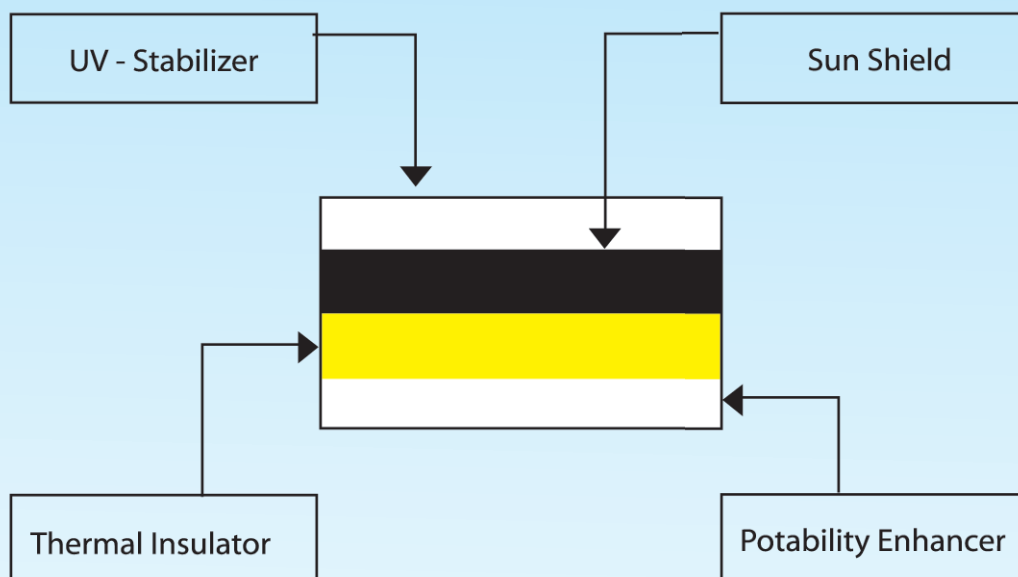 UV - Stabilizer
Sun Shield
Thermal Insulator
Potability Enhancer